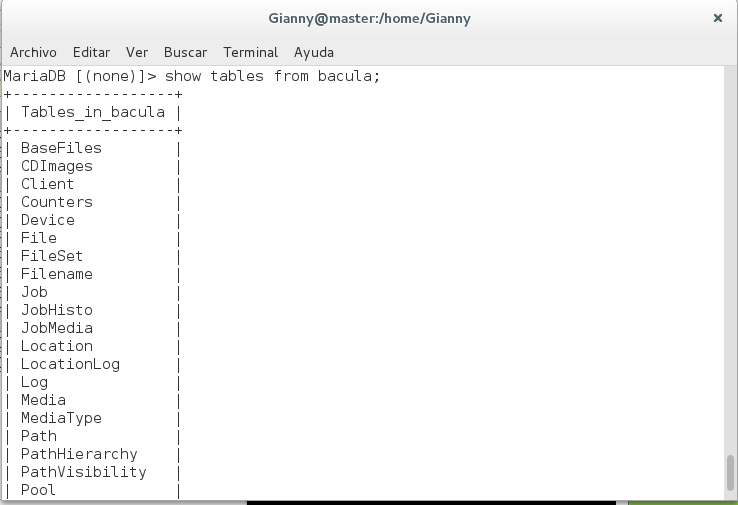 Gianny@master:/home/Gianny
×
Archivo Editar Ver Buscar Terminal Ayuda
MariaDB [(none)]> show tables from bacula;
+------------------+
| Tables_in_bacula |
+------------------+
| BaseFiles        |
| CDImages         |
| Client           |
| Counters         |
| Device           |
| File             |
| FileSet          |
| Filename         |
| Job              |
| JobHisto         |
| JobMedia         |
| Location         |
| LocationLog      |
| Log              |
| Media            |
| MediaType        |
| Path             |
| PathHierarchy    |
| PathVisibility   |
| Pool             |